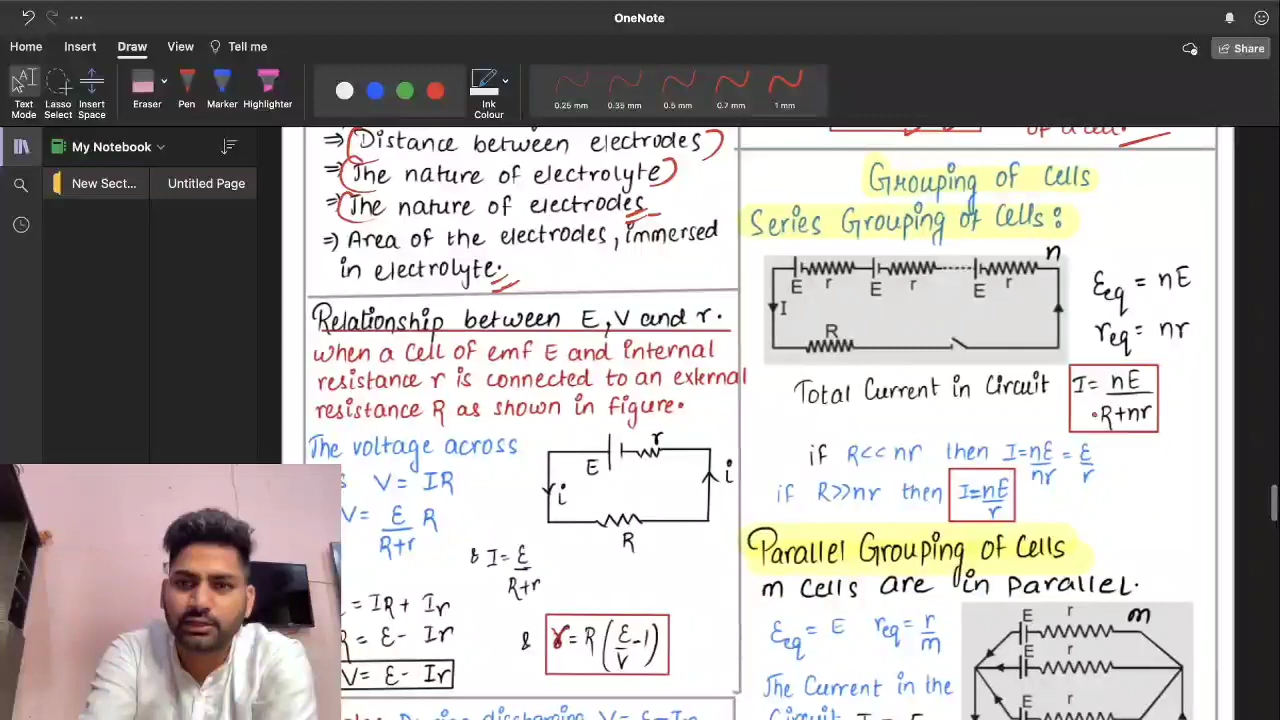 OneNote
Home Insert Draw View Tell me
Share
Text Mode
Lasso Select
Insert Space
Eraser
Pen
Marker
Highlighter
Ink Colour
0.25 mm
0.35 mm
0.5 mm
0.7 mm
1 mm
My Notebook
New Sect...
Untitled Page
⇒ Distance between electrodes
⇒ The nature of electrolyte
⇒ The nature of electrodes
⇒ Area of the electrodes, immersed
in electrolyte.
Relationship between E, V and r.
when a cell of emf E and internal
resistance r is connected to an external
resistance R as shown in figure.
The voltage across
V = IR
V = E/R+r R
& I = E/R+r
= IR + Ir
= E - Ir
V = E - Ir
E r
i i
R
& r = R (E/V - 1)
During discharging V = E - Ir
of a cell.
Grouping of cells
Series Grouping of Cells:
n
E r E r E r
I
R
Eeq = nE
req = nr
Total Current in Circuit I = nE/R+nr
if R<< nr then I = nE/nr = E/r
if R>>nr then I = nE/r
Parallel Grouping of Cells
m cells are in parallel.
Eeq = E req = r/m
E r m
E r
r
The Current in the
Circuit I = E